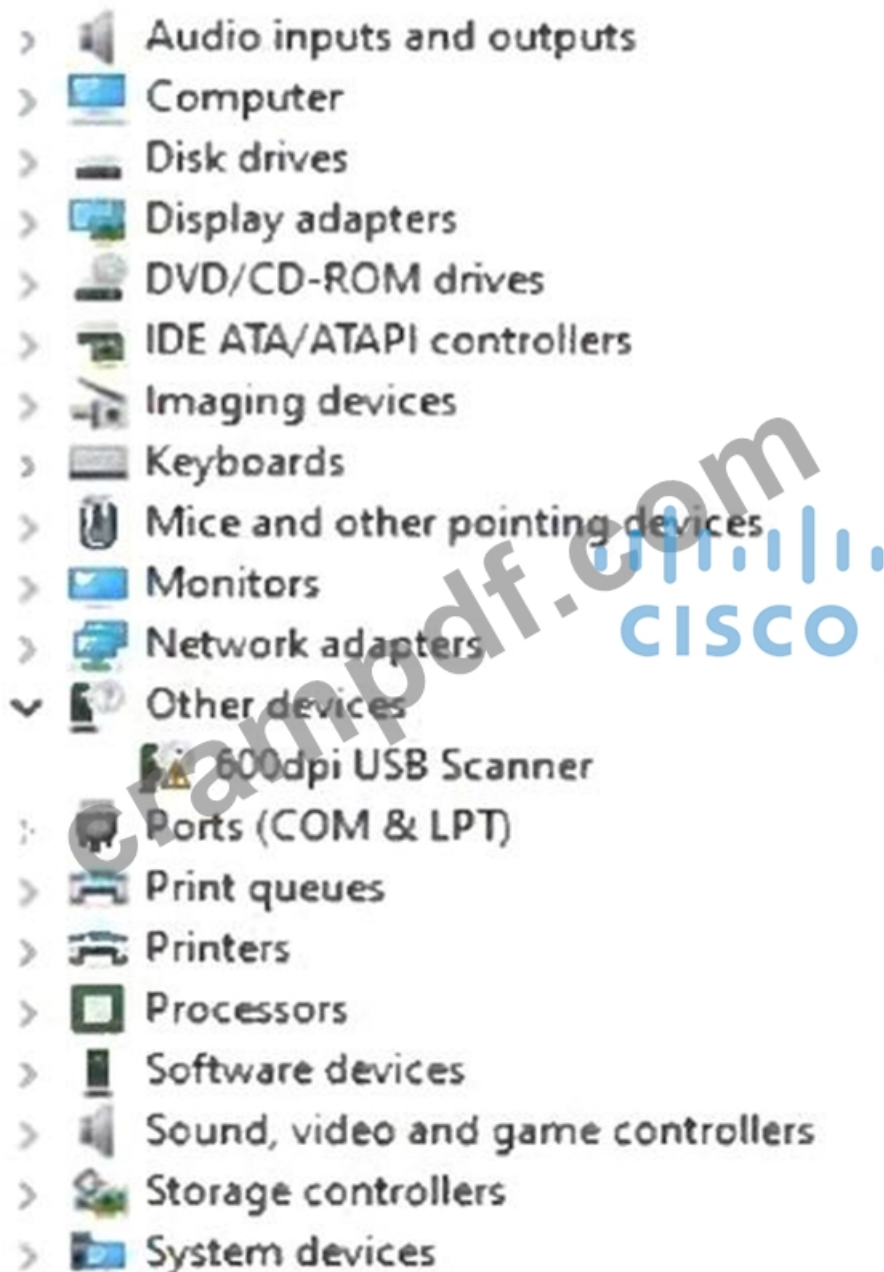 Audio inputs and outputs
Computer
Disk drives
Display adapters
DVD/CD-ROM drives
IDE ATA/ATAPI controllers
Imaging devices
Keyboards
Mice and other pointing devices
Monitors
Network adapters
Other devices
600dpi USB Scanner
Ports (COM & LPT)
Print queues
Printers
Processors
Software devices
Sound, video and game controllers
Storage controllers
System devices
CISCO
crampdf.com